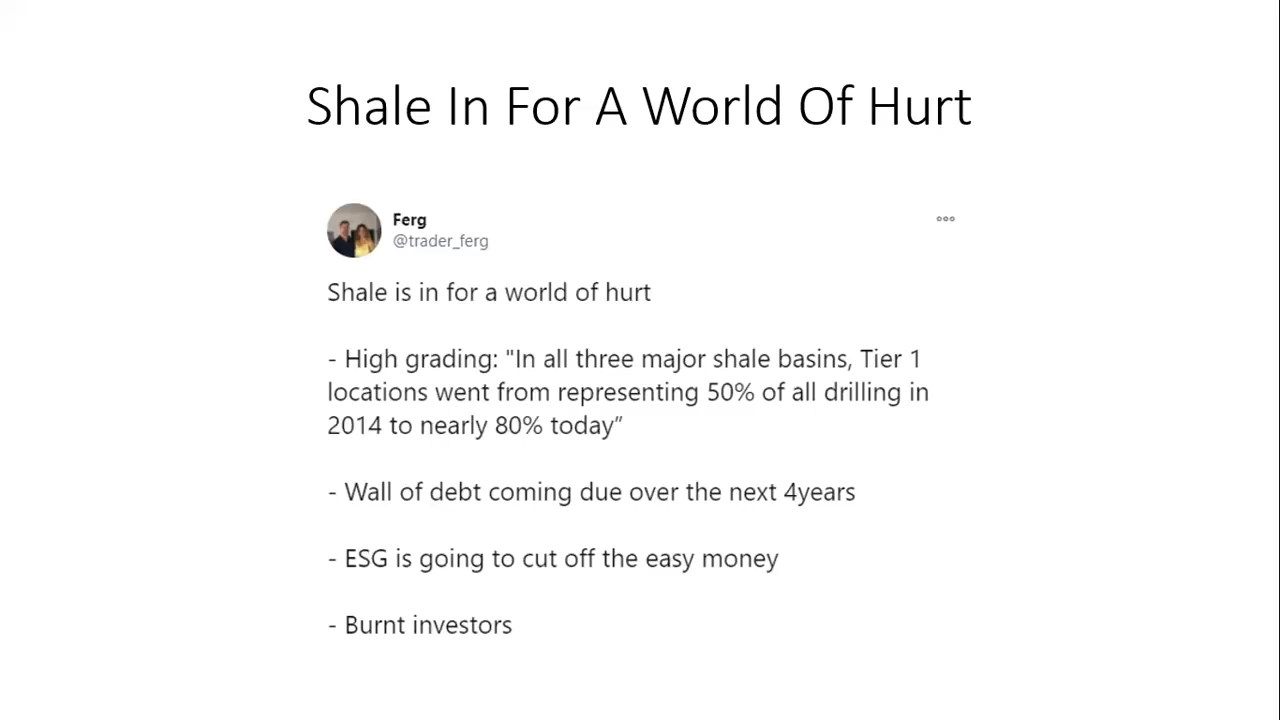 Shale In For A World Of Hurt
Ferg
@trader_ferg
Shale is in for a world of hurt
- High grading: "In all three major shale basins, Tier 1
locations went from representing 50% of all drilling in
2014 to nearly 80% today”
- Wall of debt coming due over the next 4years
- ESG is going to cut off the easy money
- Burnt investors